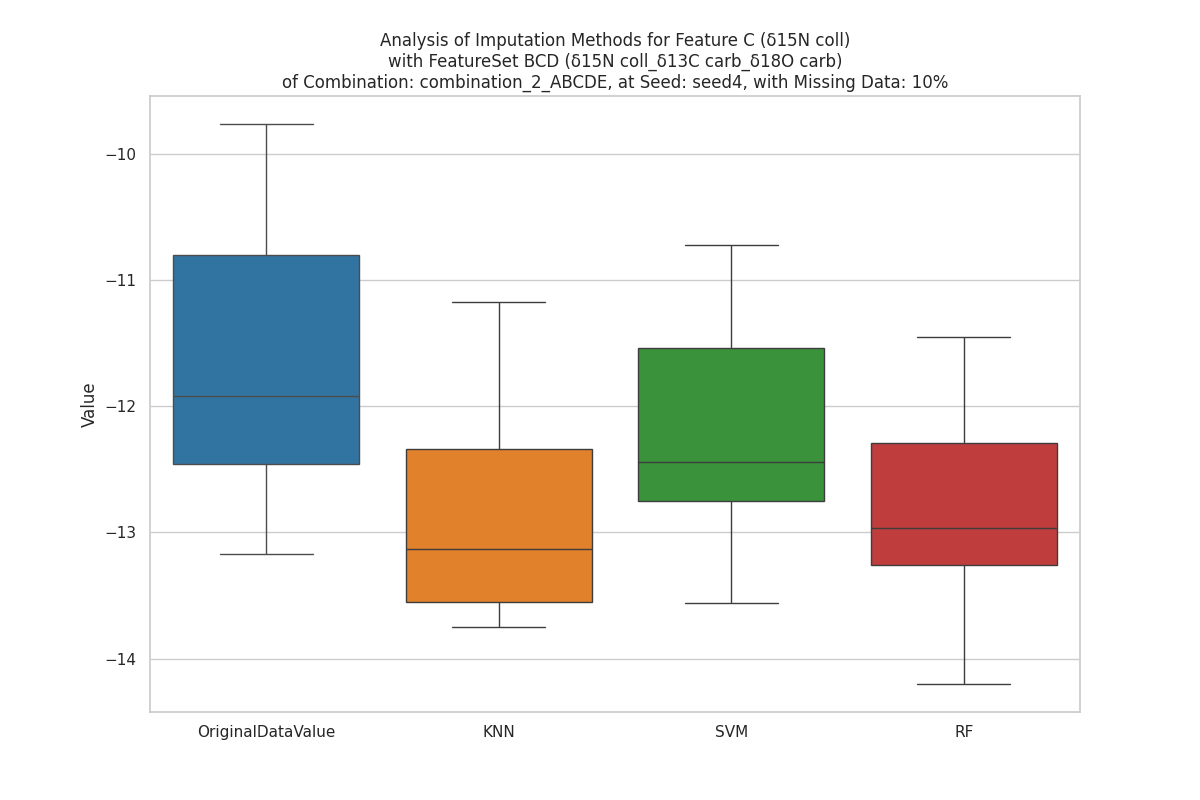 Analysis of Imputation Methods for Feature C (δ15N coll)
with FeatureSet BCD (δ15N coll_δ13C carb_δ18O carb)
of Combination: combination_2_ABCDE, at Seed: seed4, with Missing Data: 10%
Value
−10
−11
−12
−13
−14
OriginalDataValue
KNN
SVM
RF